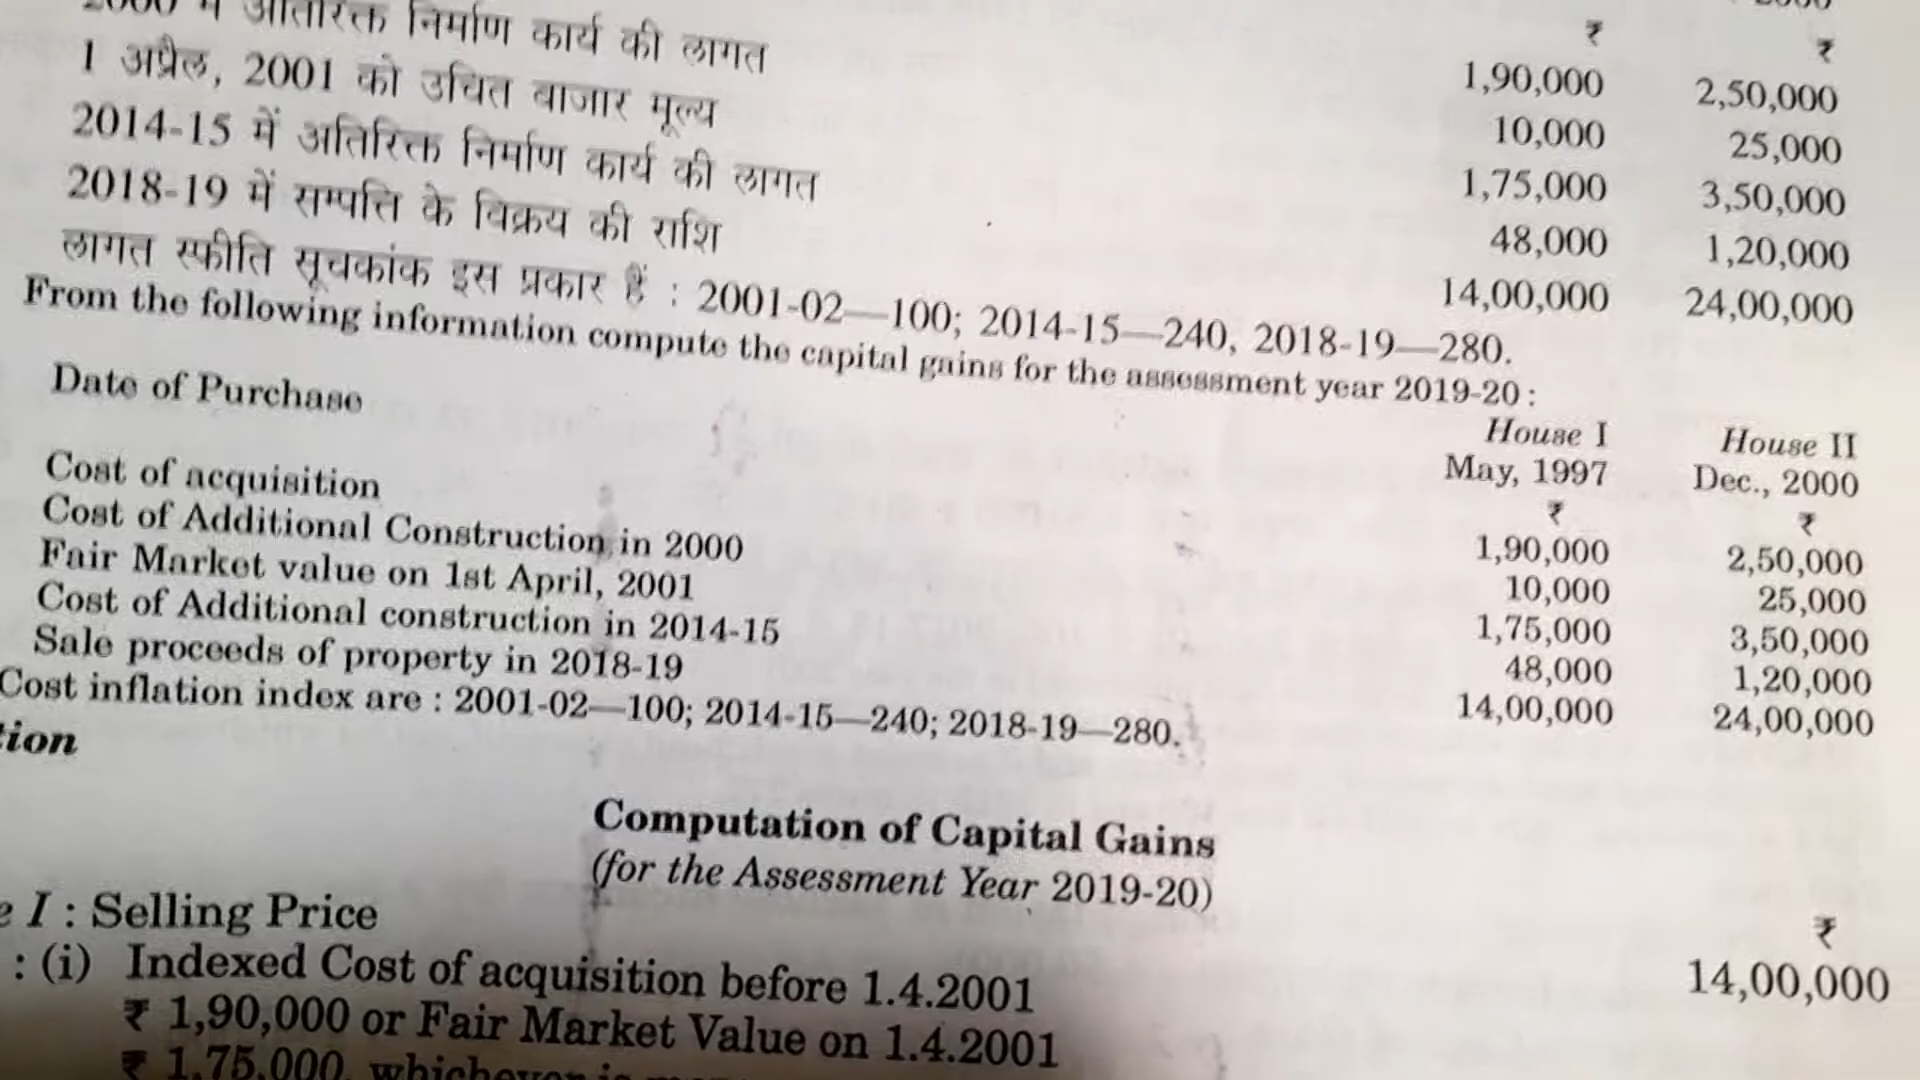 2000 में अतिरिक्त निर्माण कार्य की लागत
1 अप्रैल, 2001 को उचित बाजार मूल्य
2014-15 में अतिरिक्त निर्माण कार्य की लागत
2018-19 में सम्पत्ति के विक्रय की राशि
₹ ₹
1,90,000 2,50,000
10,000 25,000
1,75,000 3,50,000
48,000 1,20,000
14,00,000 24,00,000
लागत स्फीति सूचकांक इस प्रकार हैं : 2001-02—100; 2014-15—240, 2018-19—280.
From the following information compute the capital gains for the assessment year 2019-20 :
House I House II
Date of Purchase May, 1997 Dec., 2000
₹ ₹
Cost of acquisition 1,90,000 2,50,000
Cost of Additional Construction in 2000 10,000 25,000
Fair Market value on 1st April, 2001 1,75,000 3,50,000
Cost of Additional construction in 2014-15 48,000 1,20,000
Sale proceeds of property in 2018-19 14,00,000 24,00,000
Cost inflation index are : 2001-02—100; 2014-15—240; 2018-19—280.
tion
Computation of Capital Gains
(for the Assessment Year 2019-20)
₹
e I : Selling Price 14,00,000
: (i) Indexed Cost of acquisition before 1.4.2001
₹ 1,90,000 or Fair Market Value on 1.4.2001
₹ 1,75,000, whichever is